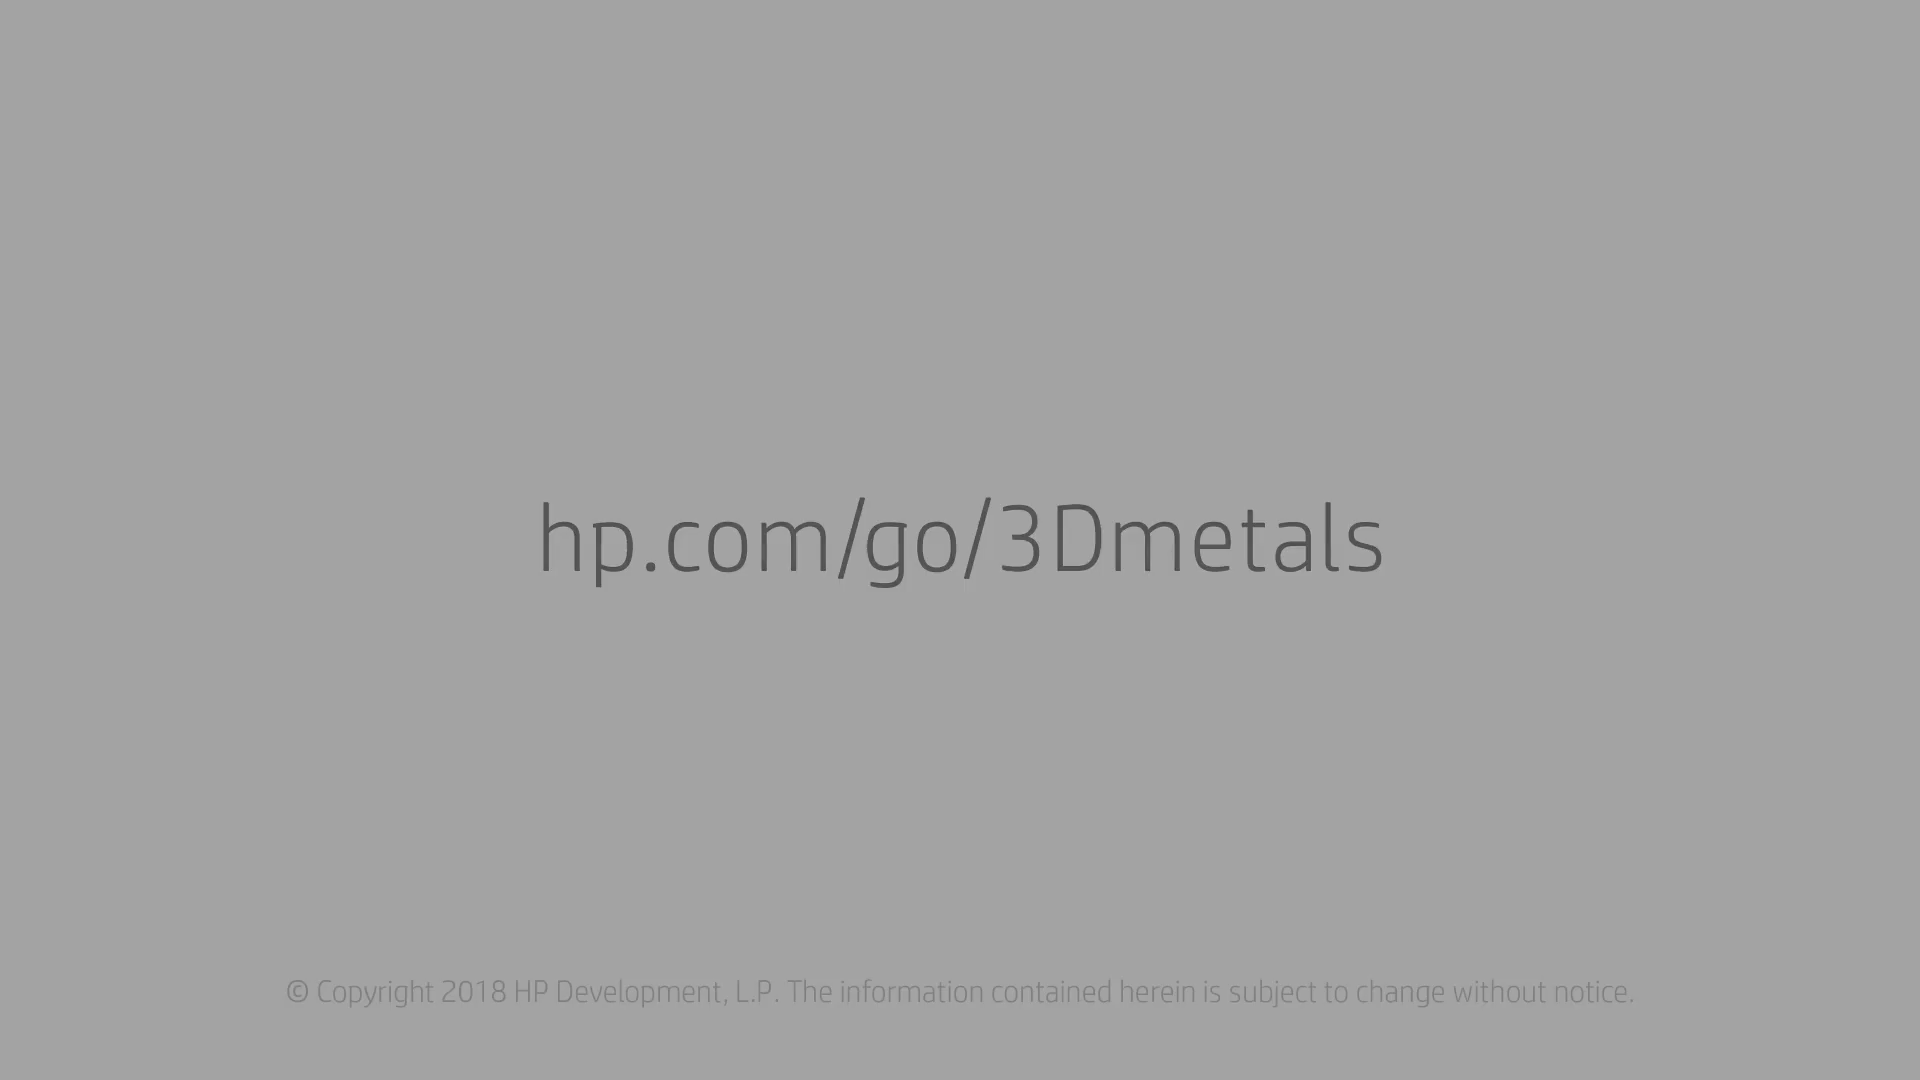 hp.com/go/3Dmetals
© Copyright 2018 HP Development, L.P. The information contained herein is subject to change without notice.